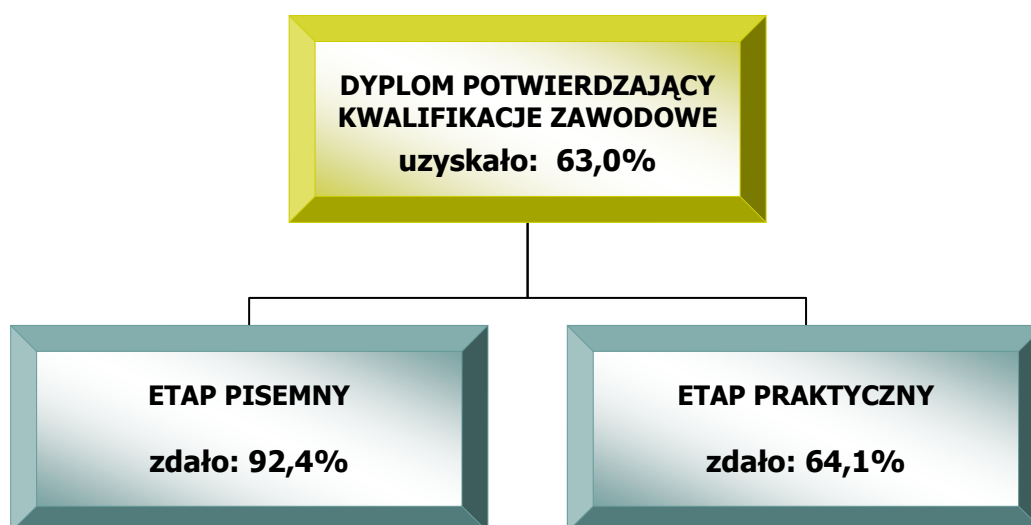 DYPLOM POTWIERDZAJĄCY
KWALIFIKACJE ZAWODOWE
uzyskało: 63,0%
ETAP PISEMNY
zdało: 92,4%
ETAP PRAKTYCZNY
zdało: 64,1%